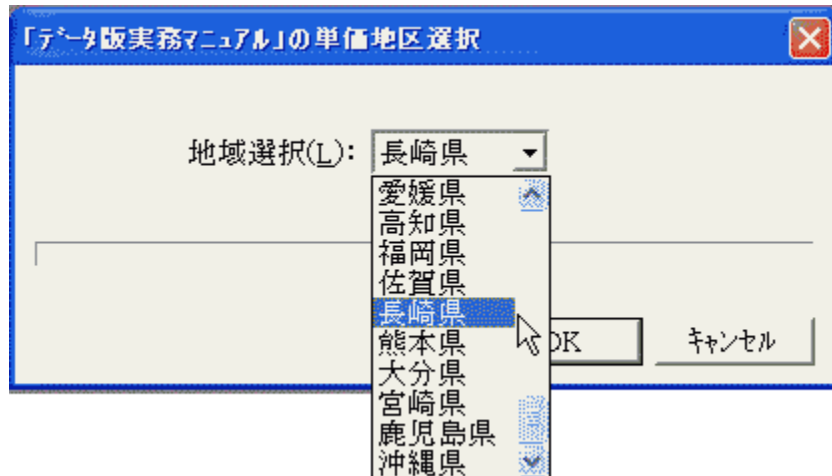 ｢ﾃﾞｰﾀ版実務ﾏﾆｭｱﾙ｣の単価地区選択
地域選択(L): 長崎県
愛媛県
高知県
福岡県
佐賀県
長崎県
熊本県
大分県
宮崎県
鹿児島県
沖縄県
OK
ｷｬﾝｾﾙ